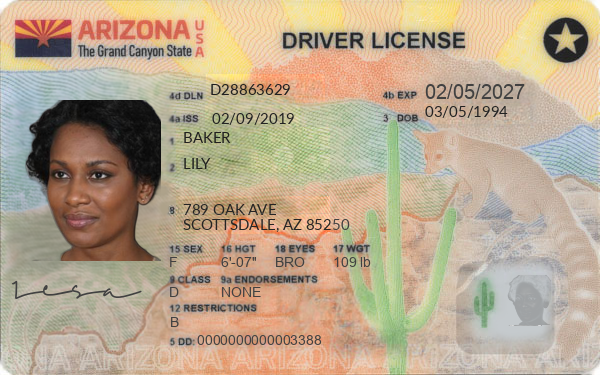 ARIZONA USA
The Grand Canyon State
DRIVER LICENSE
4d DLN D28863629
4b EXP 02/05/2027
4a ISS 02/09/2019
3 DOB 03/05/1994
1 BAKER
2 LILY
8 789 OAK AVE
SCOTTSDALE, AZ 85250
15 SEX 16 HGT 18 EYES 17 WGT
F 6'-07" BRO 109 lb
9 CLASS 9a ENDORSEMENTS
D NONE
12 RESTRICTIONS
B
5 DD: 0000000000003388
Lesa
ARIZONA ARIZONA ARIZONA ARIZONA